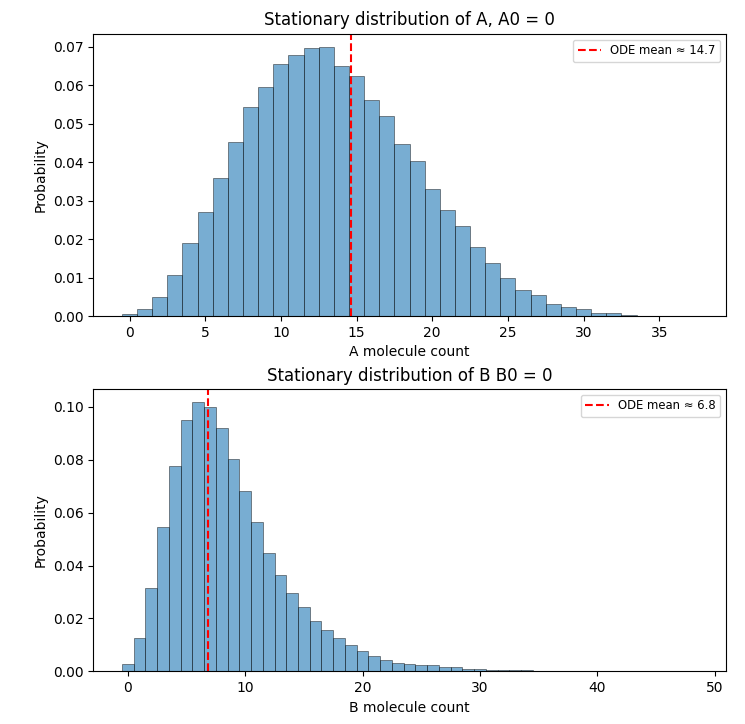 Stationary distribution of A, A0 = 0
ODE mean ≈ 14.7
Probability
0.07
0.06
0.05
0.04
0.03
0.02
0.01
0.00
0 5 10 15 20 25 30 35
A molecule count
Stationary distribution of B B0 = 0
ODE mean ≈ 6.8
Probability
0.10
0.08
0.06
0.04
0.02
0.00
0 10 20 30 40 50
B molecule count